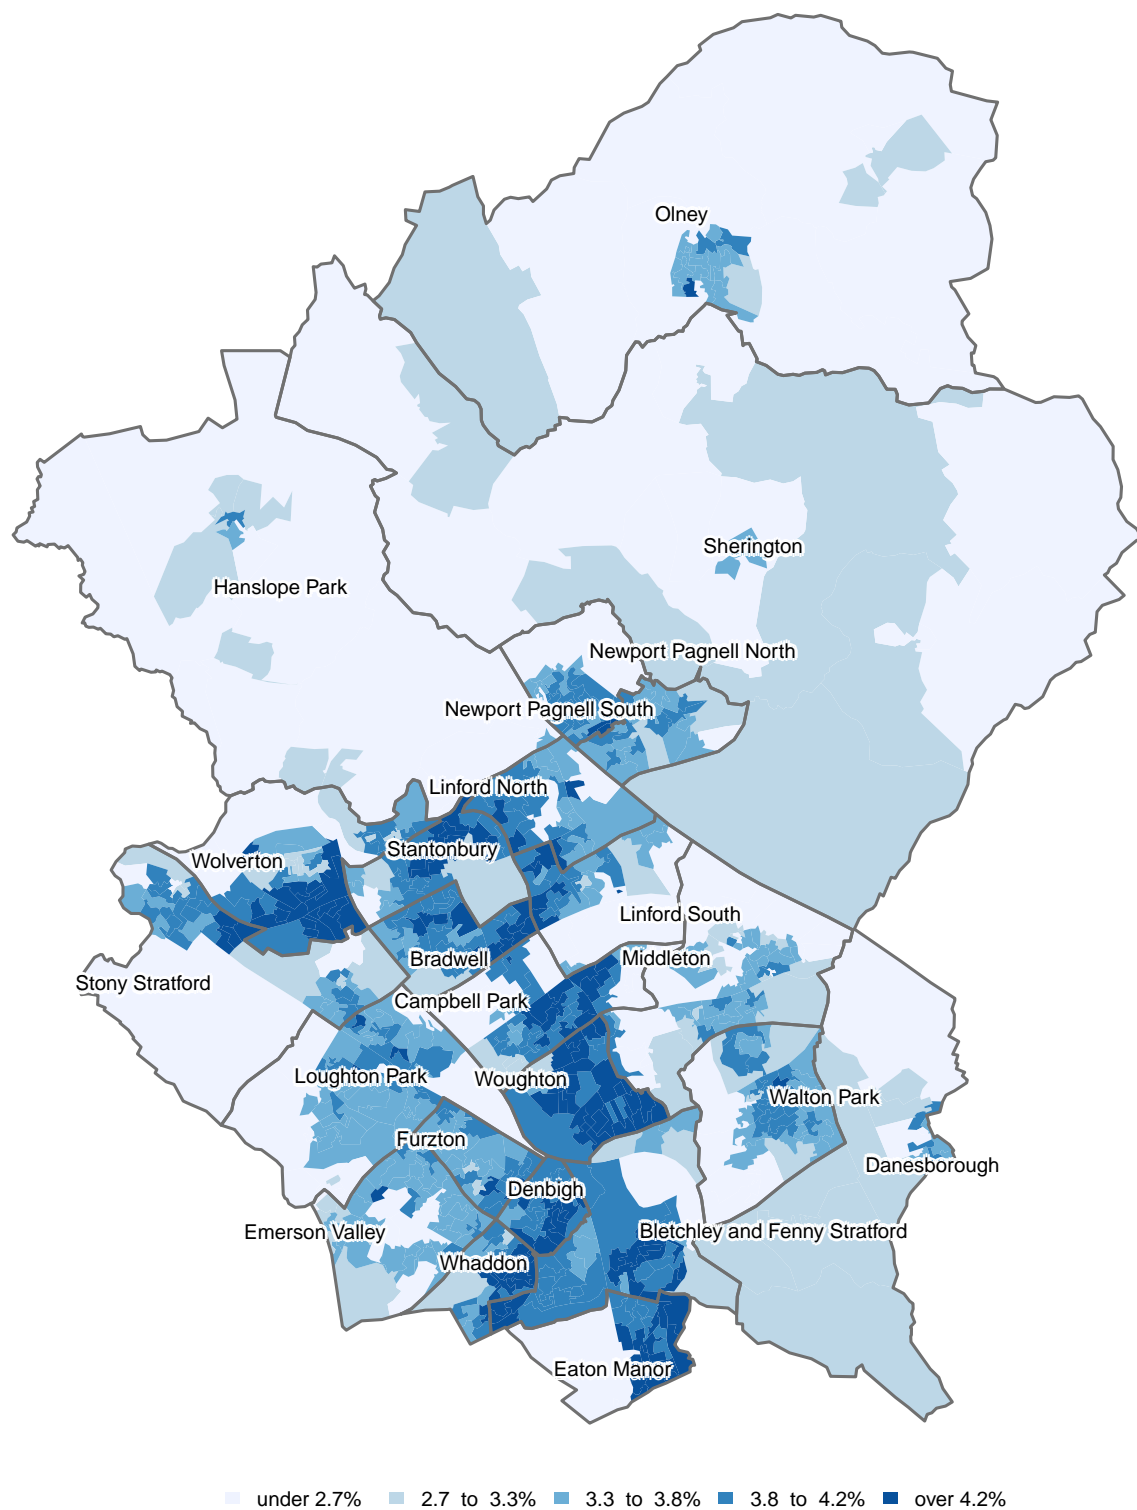 Olney
Sherington
Hanslope Park
Newport Pagnell North
Newport Pagnell South
Linford North
Stantonbury
Wolverton
Linford South
Bradwell
Middleton
Stony Stratford
Campbell Park
Loughton Park
Woughton
Walton Park
Furzton
Danesborough
Denbigh
Emerson Valley
Bletchley and Fenny Stratford
Whaddon
Eaton Manor
under 2.7% 2.7 to 3.3% 3.3 to 3.8% 3.8 to 4.2% over 4.2%